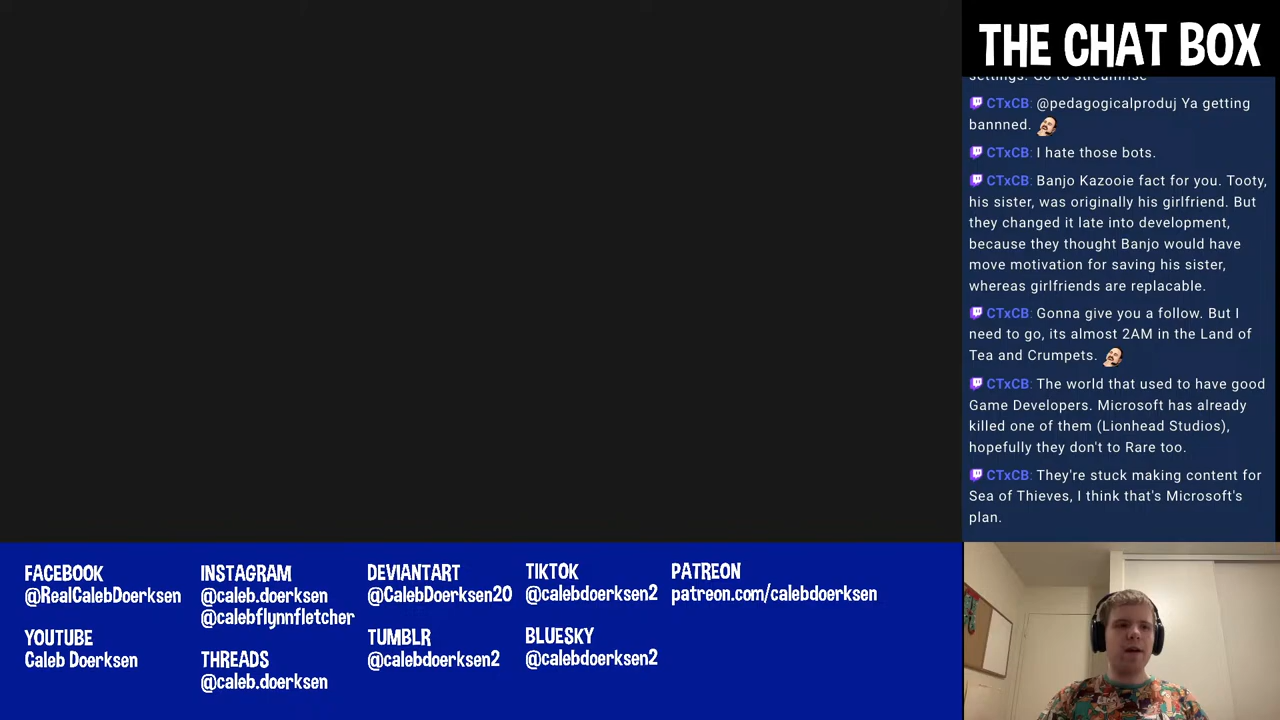 THE CHAT BOX
settings. Go to streamrise
CTxCB: @pedagogicalproduj Ya getting
bannned.
CTxCB: I hate those bots.
CTxCB: Banjo Kazooie fact for you. Tooty,
his sister, was originally his girlfriend. But
they changed it late into development,
because they thought Banjo would have
move motivation for saving his sister,
whereas girlfriends are replacable.
CTxCB: Gonna give you a follow. But I
need to go, its almost 2AM in the Land of
Tea and Crumpets.
CTxCB: The world that used to have good
Game Developers. Microsoft has already
killed one of them (Lionhead Studios),
hopefully they don't to Rare too.
CTxCB: They're stuck making content for
Sea of Thieves, I think that's Microsoft's
plan.
FACEBOOK
@RealCalebDoerksen
YOUTUBE
Caleb Doerksen
INSTAGRAM
@caleb.doerksen
@calebflynnfletcher
THREADS
@caleb.doerksen
DEVIANTART
@CalebDoerksen20
TUMBLR
@calebdoerksen2
TIKTOK
@calebdoerksen2
BLUESKY
@calebdoerksen2
PATREON
patreon.com/calebdoerksen